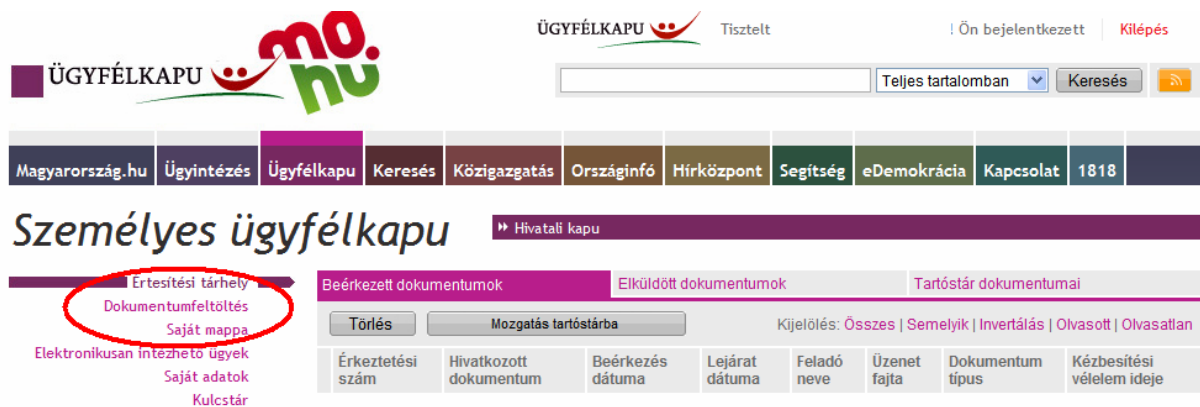 mo.hu
ÜGYFÉLKAPU
ÜGYFÉLKAPU Tisztelt ! Ön bejelentkezett Kilépés
Teljes tartalomban Keresés
Magyarország.hu Ügyintézés Ügyfélkapu Keresés Közigazgatás Országinfó Hírközpont Segítség eDemokrácia Kapcsolat 1818
Személyes ügyfélkapu
Hivatali kapu
Értesítési tárhely
Dokumentumfeltöltés
Saját mappa
Elektronikusan intézhető ügyek
Saját adatok
Kulcstár
Beérkezett dokumentumok Elküldött dokumentumok Tartóstár dokumentumai
Törlés Mozgatás tartóstárba Kijelölés: Összes | Semelyik | Invertálás | Olvasott | Olvasatlan
Érkeztetési szám Hivatkozott dokumentum Beérkezés dátuma Lejárat dátuma Feladó neve Üzenet fajta Dokumentum típus Kézbesítési vélelem ideje